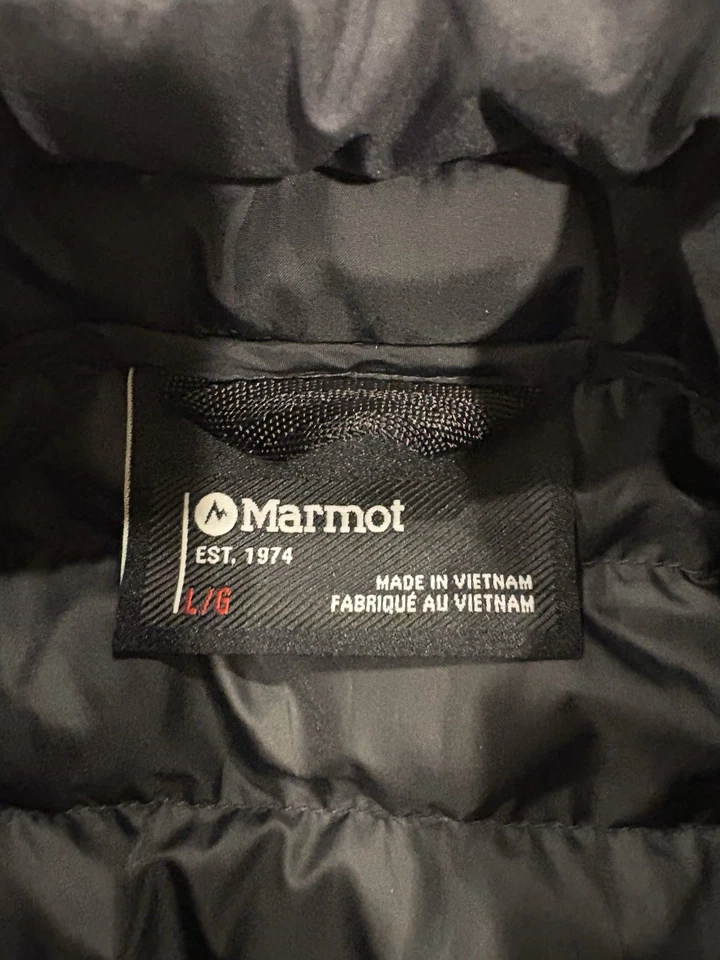 Marmot
EST. 1974
L/G
MADE IN VIETNAM
FABRIQUÉ AU VIETNAM